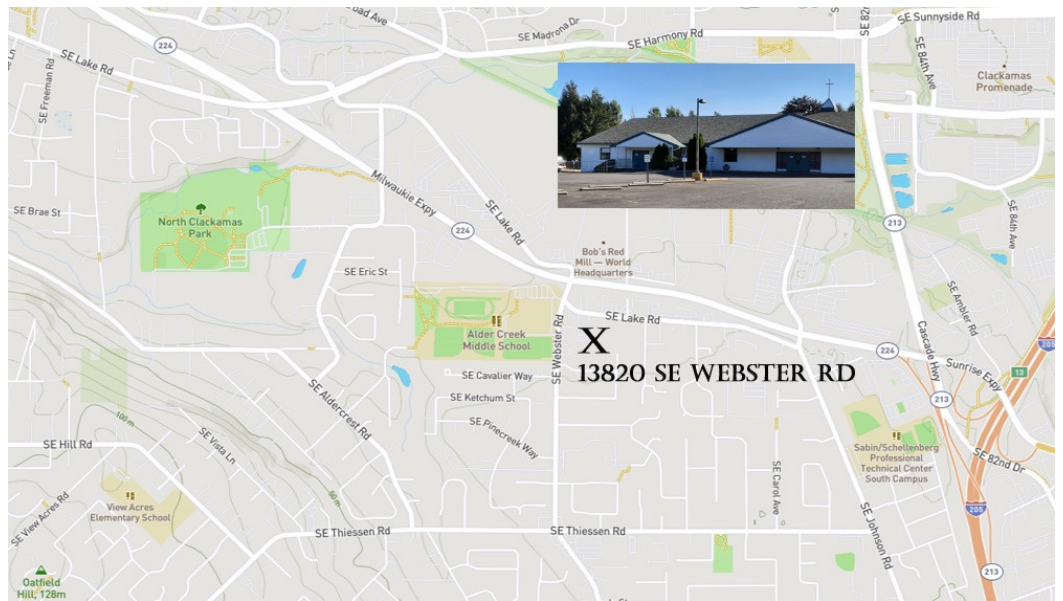 SE Madrona Dr
SE Sunnyside Rd
SE Harmony Rd
224
SE Lake Rd
SE Freeman Rd
SE 84th Ave
Clackamas
Promenade
Milwaukie Expy
SE Lake Rd
SE Brae St
North Clackamas
Park
224
213
SE 84th Ave
Bob's Red
Mill — World
Headquarters
SE Eric St
SE Ambler Rd
SE Webster Rd
SE Lake Rd
Alder Creek
Middle School
X
13820 SE WEBSTER RD
224
Cascade Hwy
Sunrise Expy
205
13
213
SE Cavalier Way
SE Ketchum St
SE Pinecreek Way
SE Aldercrest Rd
100 m
SE Hill Rd
SE Vista Ln
50 m
Sabin/Schellenberg
Professional
Technical Center
South Campus
SE 82nd Dr
SE Carol Ave
View Acres
Elementary School
SE View Acres Rd
205
SE Thiessen Rd
SE Thiessen Rd
SE Johnson Rd
213
Oatfield
Hill, 128m